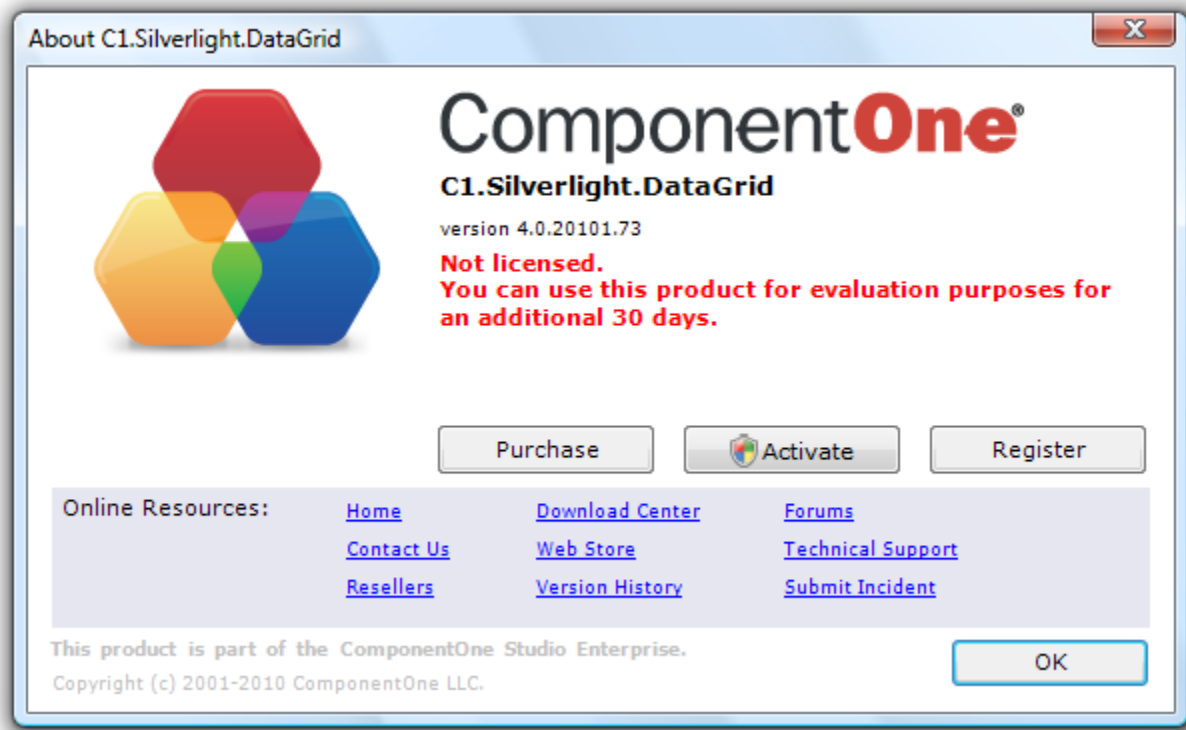 About C1.Silverlight.DataGrid
ComponentOne®
C1.Silverlight.DataGrid
version 4.0.20101.73
Not licensed.
You can use this product for evaluation purposes for
an additional 30 days.
Purchase Activate Register
Online Resources: Home Download Center Forums
Contact Us Web Store Technical Support
Resellers Version History Submit Incident
This product is part of the ComponentOne Studio Enterprise.
OK
Copyright (c) 2001-2010 ComponentOne LLC.